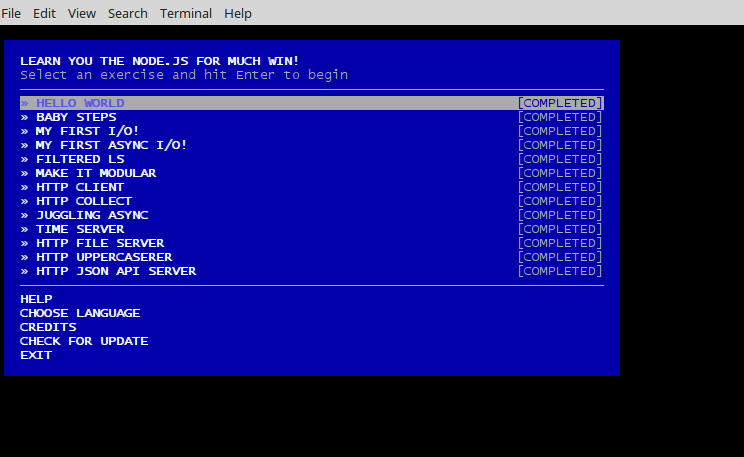 File Edit View Search Terminal Help
LEARN YOU THE NODE.JS FOR MUCH WIN!
Select an exercise and hit Enter to begin
» HELLO WORLD [COMPLETED]
» BABY STEPS [COMPLETED]
» MY FIRST I/O! [COMPLETED]
» MY FIRST ASYNC I/O! [COMPLETED]
» FILTERED LS [COMPLETED]
» MAKE IT MODULAR [COMPLETED]
» HTTP CLIENT [COMPLETED]
» HTTP COLLECT [COMPLETED]
» JUGGLING ASYNC [COMPLETED]
» TIME SERVER [COMPLETED]
» HTTP FILE SERVER [COMPLETED]
» HTTP UPPERCASERER [COMPLETED]
» HTTP JSON API SERVER [COMPLETED]
HELP
CHOOSE LANGUAGE
CREDITS
CHECK FOR UPDATE
EXIT